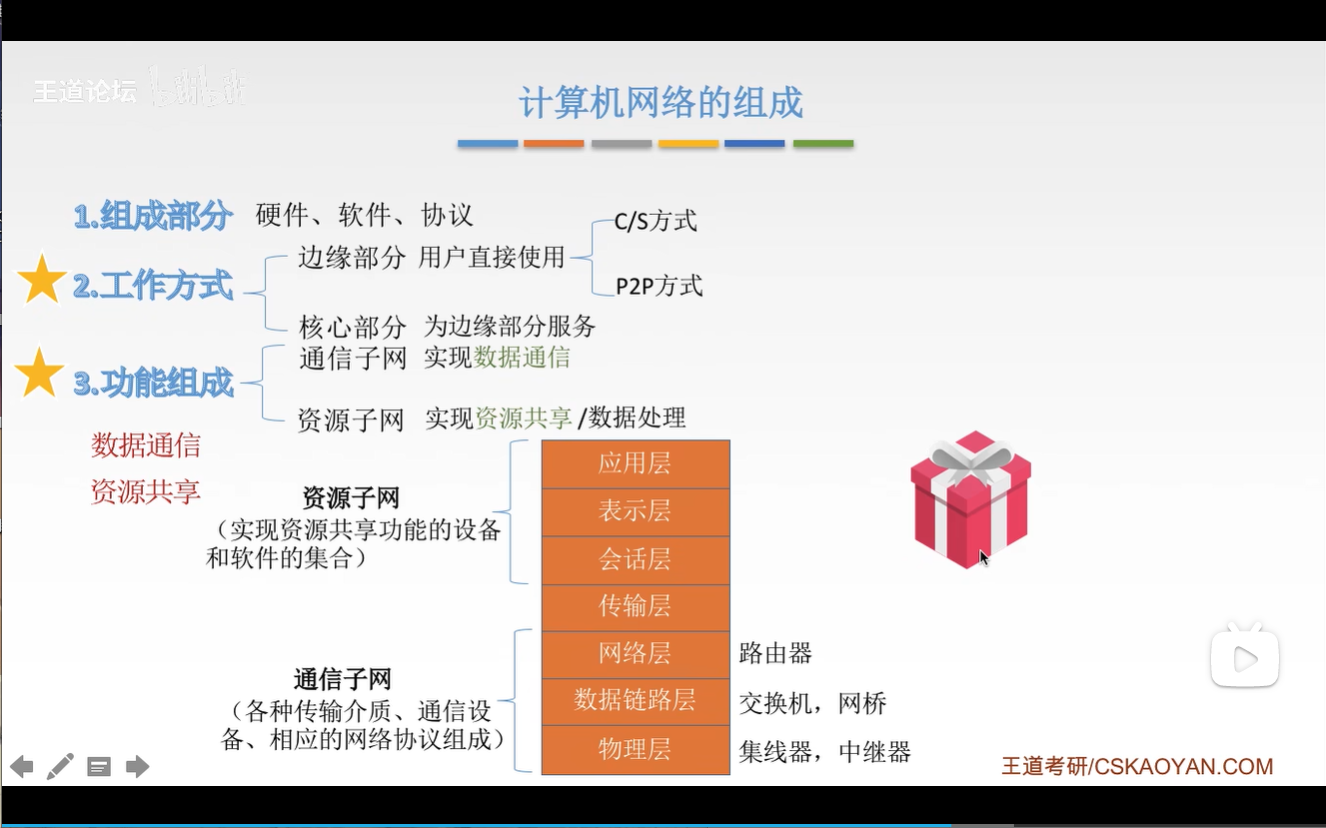 王道论坛 bilibili
计算机网络的组成
1.组成部分 硬件、软件、协议
C/S方式
边缘部分 用户直接使用
2.工作方式
P2P方式
核心部分 为边缘部分服务
通信子网 实现数据通信
3.功能组成
资源子网 实现资源共享/数据处理
数据通信
资源共享
资源子网
（实现资源共享功能的设备
和软件的集合）
应用层
表示层
会话层
传输层
网络层 路由器
数据链路层 交换机，网桥
物理层 集线器，中继器
通信子网
（各种传输介质、通信设
备、相应的网络协议组成）
王道考研/CSKAOYAN.COM